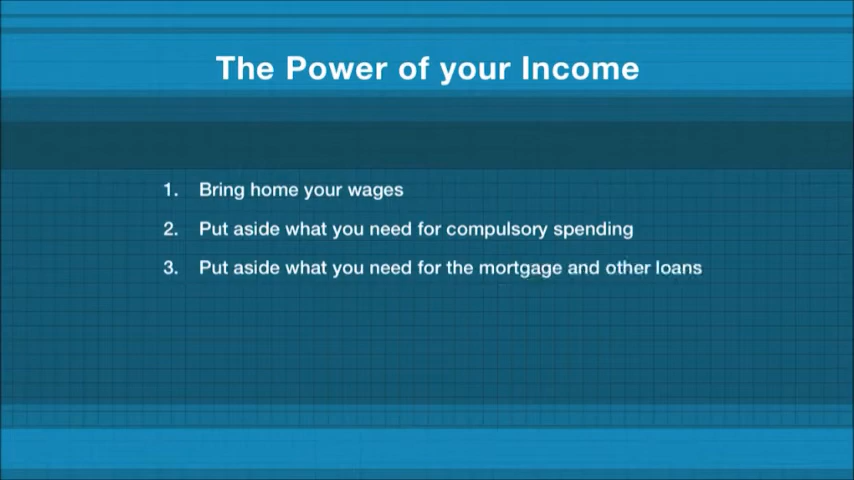 The Power of your Income
1. Bring home your wages
2. Put aside what you need for compulsory spending
3. Put aside what you need for the mortgage and other loans